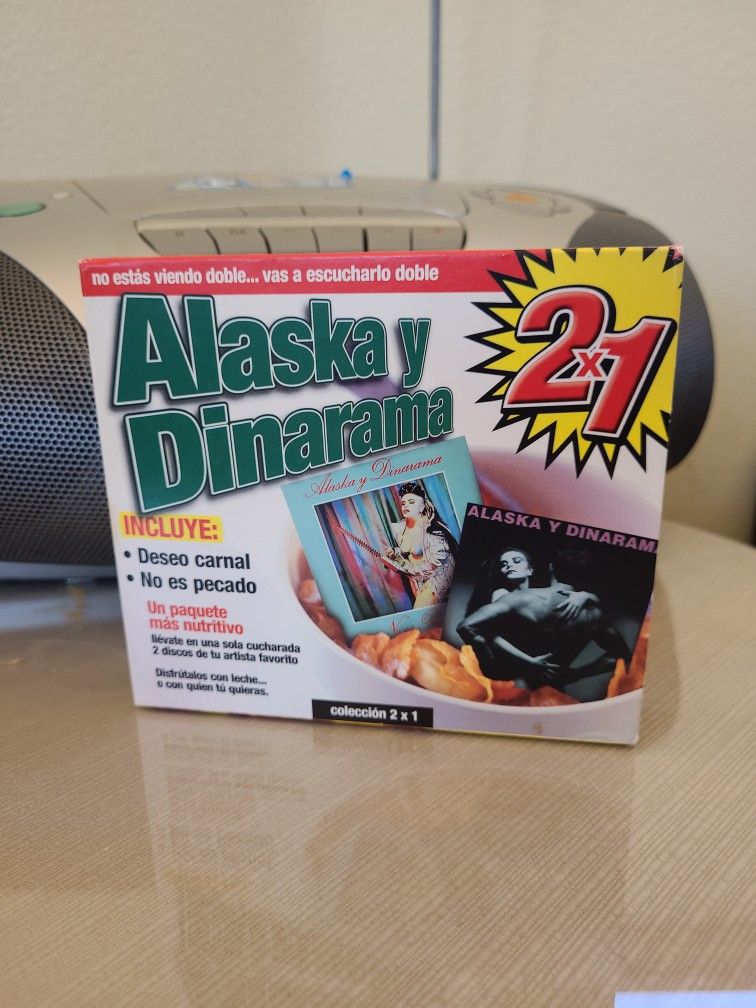 no estás viendo doble... vas a escucharlo doble
Alaska y
Dinarama
2x1
INCLUYE:
• Deseo carnal
• No es pecado
Un paquete
más nutritivo
llévate en una sola cucharada
2 discos de tu artista favorito
Disfrútalos con leche...
o con quien tú quieras.
Alaska y Dinarama
ALASKA Y DINARAMA
colección 2 x 1